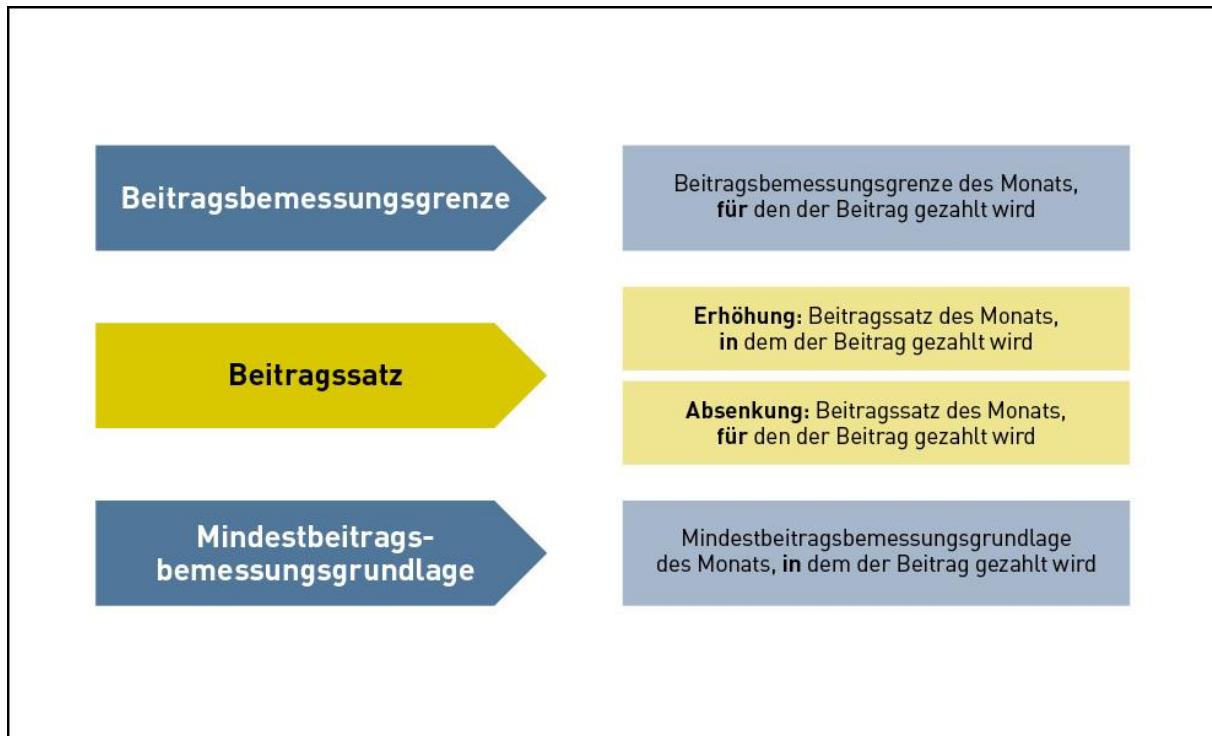 Beitragsbemessungsgrenze
Beitragsbemessungsgrenze des Monats,
für den der Beitrag gezahlt wird
Beitragssatz
Erhöhung: Beitragssatz des Monats,
in dem der Beitrag gezahlt wird
Absenkung: Beitragssatz des Monats,
für den der Beitrag gezahlt wird
Mindestbeitrags-
bemessungsgrundlage
Mindestbeitragsbemessungsgrundlage
des Monats, in dem der Beitrag gezahlt wird